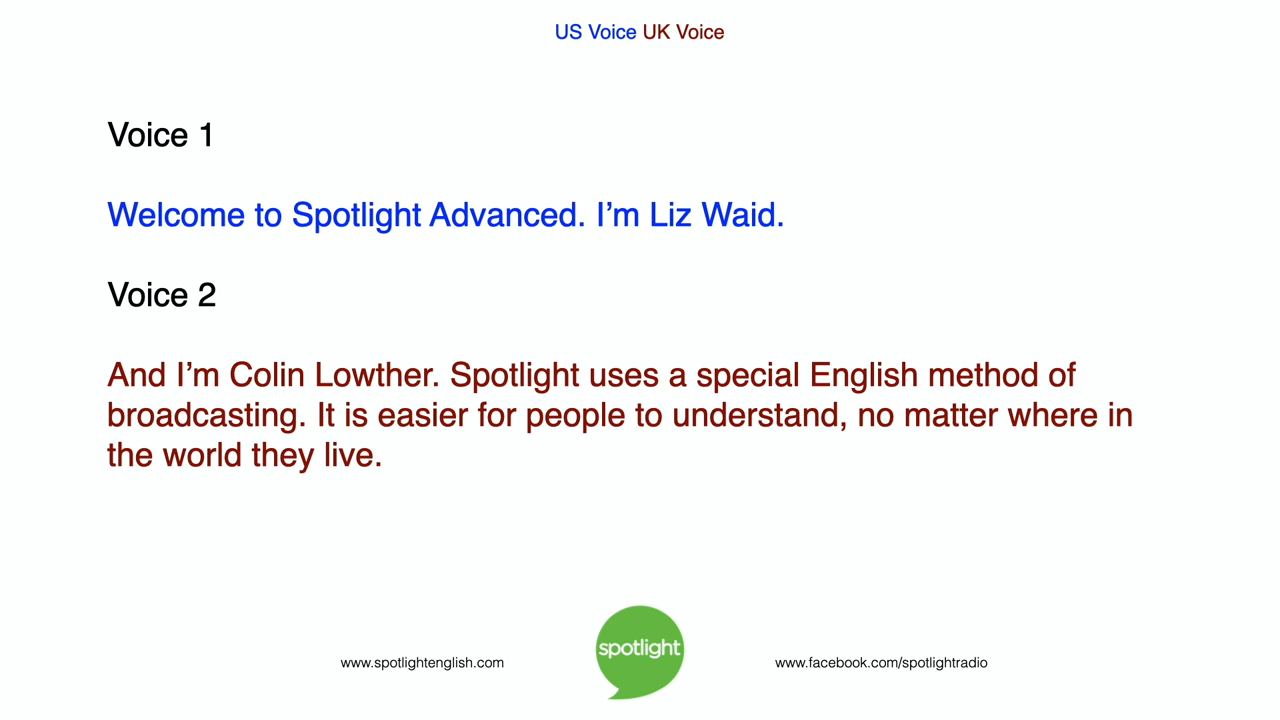 US Voice UK Voice
Voice 1
Welcome to Spotlight Advanced. I’m Liz Waid.
Voice 2
And I’m Colin Lowther. Spotlight uses a special English method of
broadcasting. It is easier for people to understand, no matter where in
the world they live.
spotlight
www.spotlightenglish.com
www.facebook.com/spotlightradio